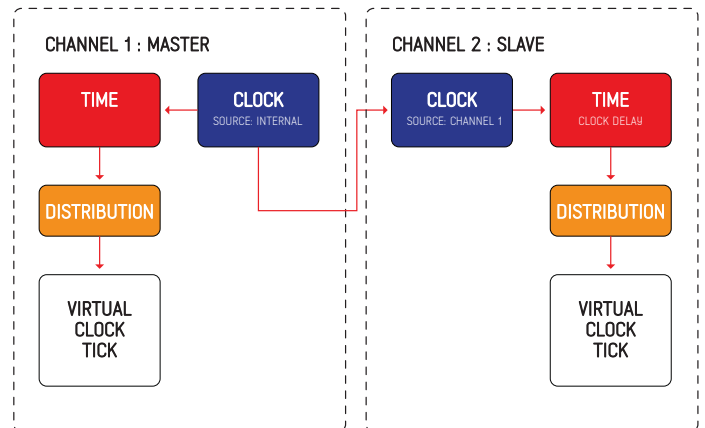 CHANNEL 1 : MASTER
TIME
CLOCK
SOURCE: INTERNAL
DISTRIBUTION
VIRTUAL
CLOCK
TICK
CHANNEL 2 : SLAVE
CLOCK
SOURCE: CHANNEL 1
TIME
CLOCK DELAY
DISTRIBUTION
VIRTUAL
CLOCK
TICK